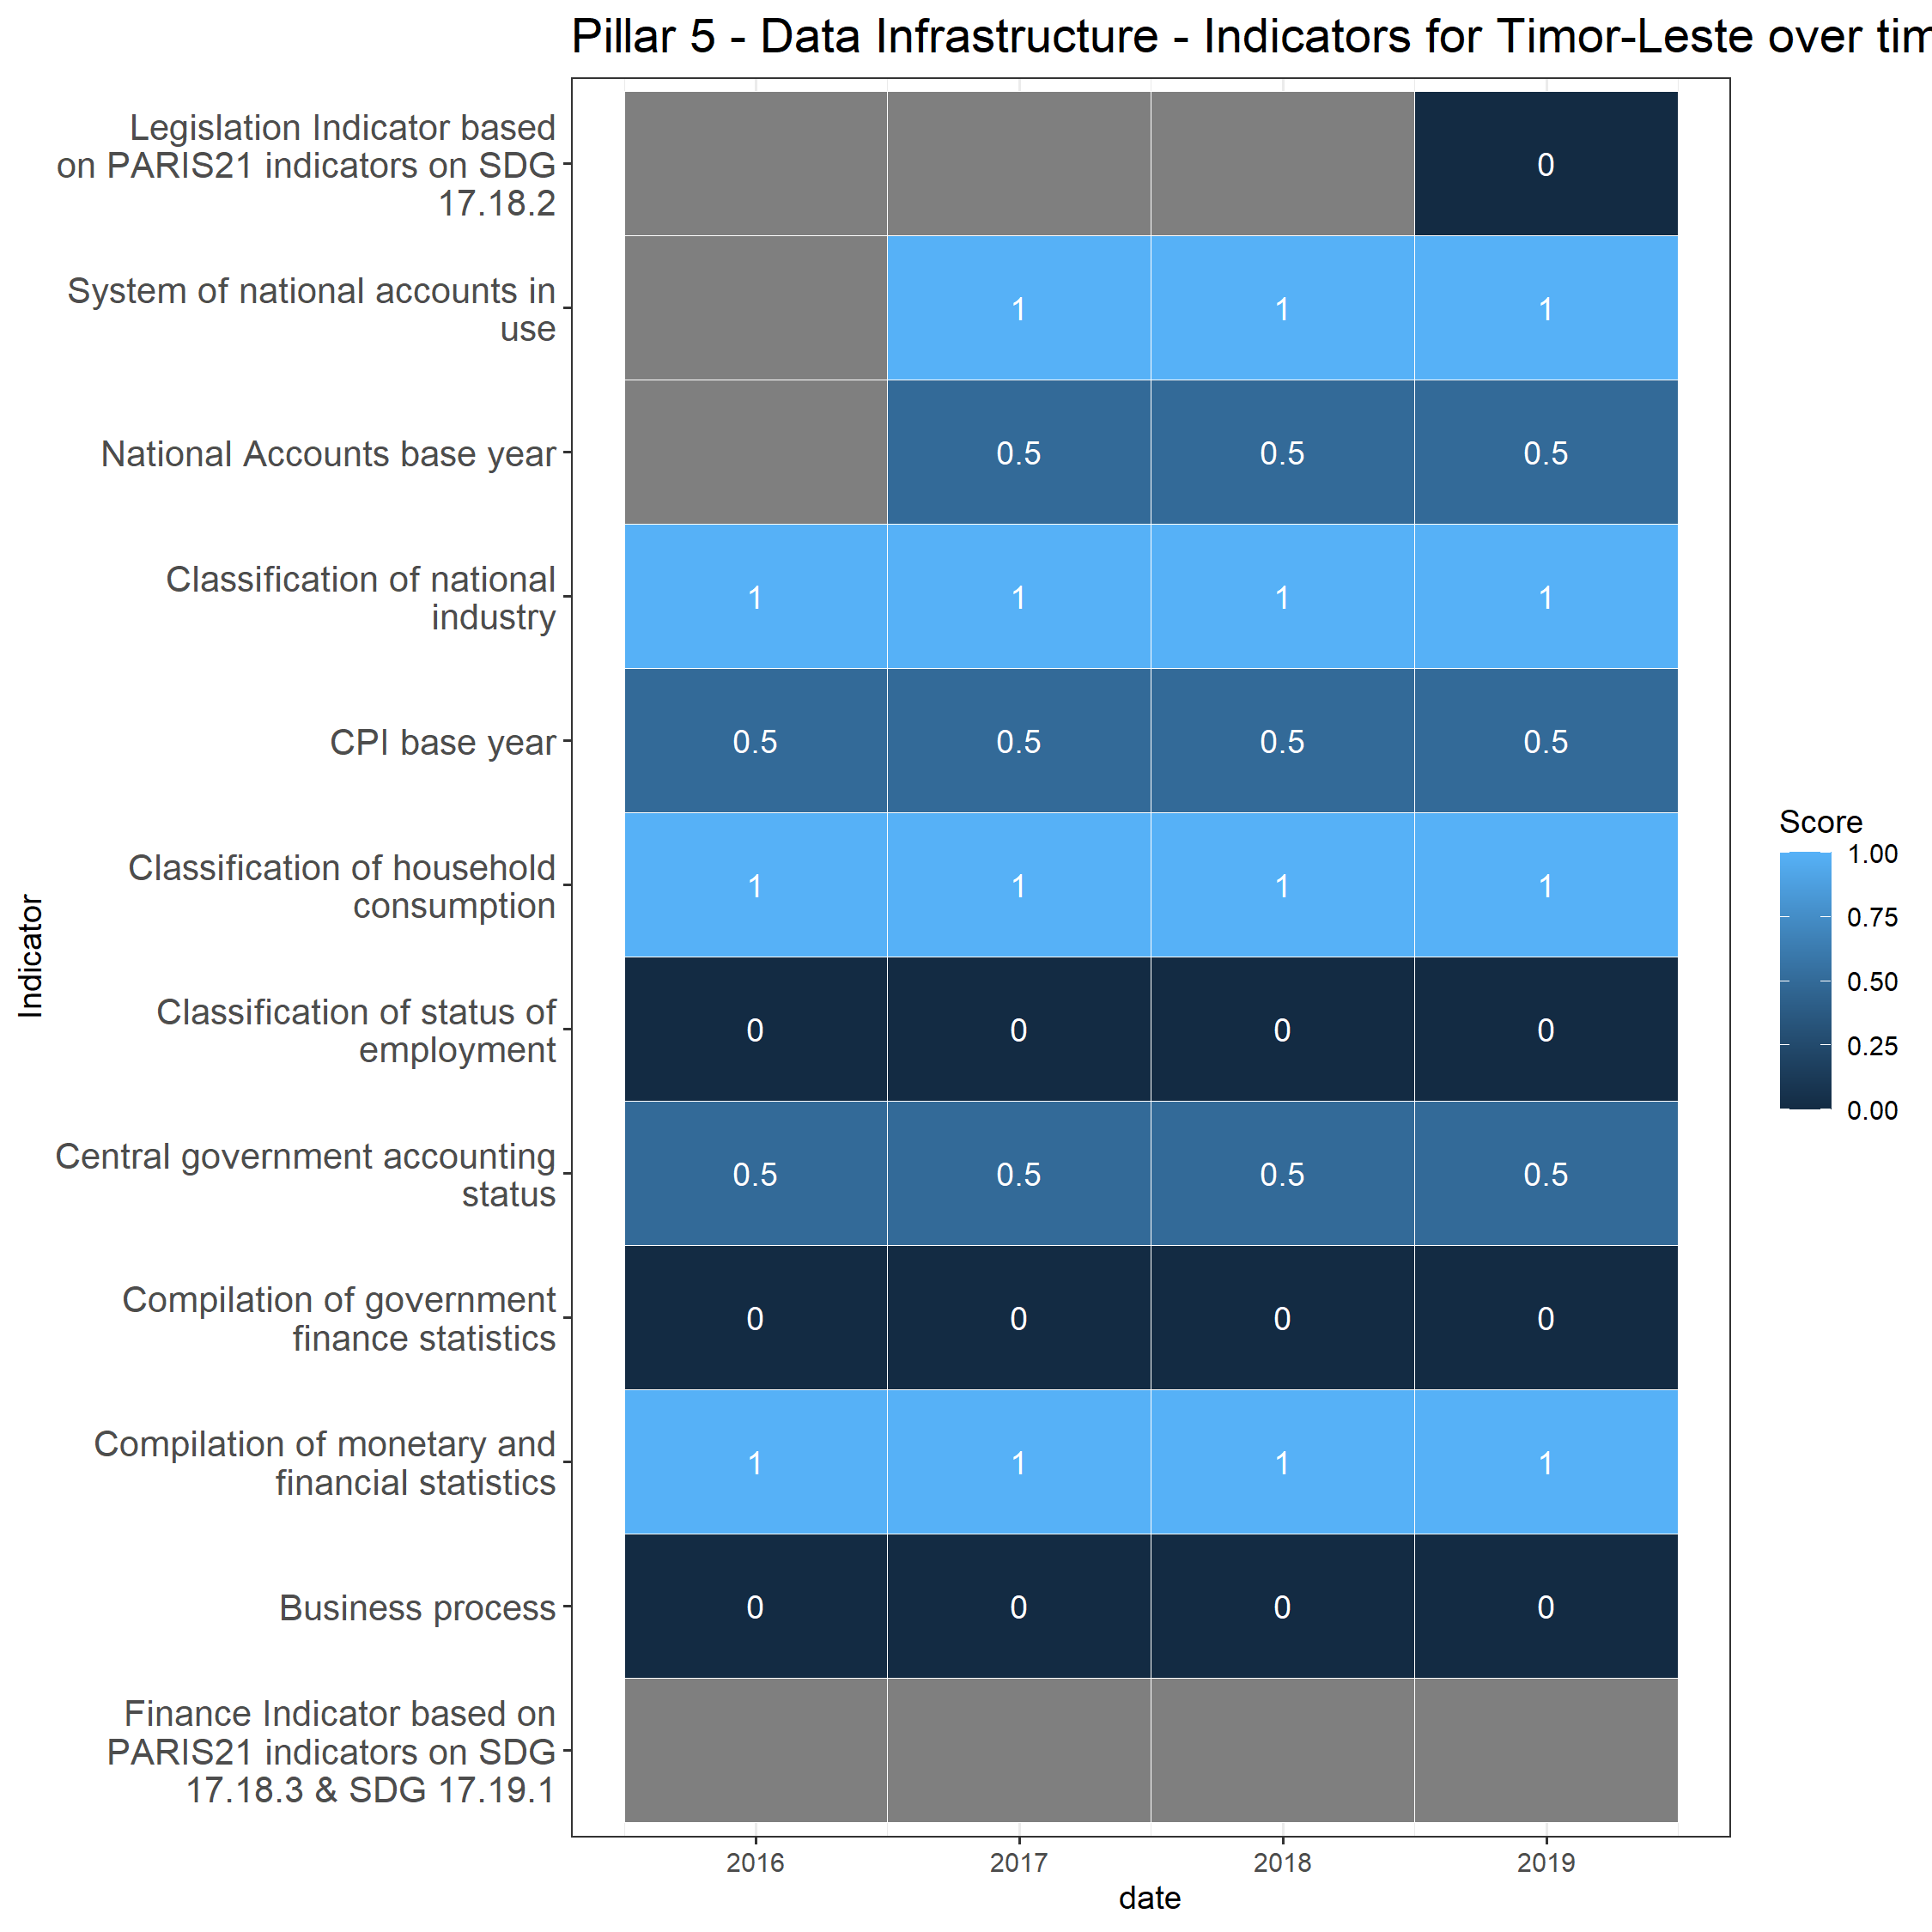 Pillar 5 - Data Infrastructure - Indicators for Timor-Leste over tim
Legislation Indicator based
on PARIS21 indicators on SDG
17.18.2
0
System of national accounts in
use
1 1 1
National Accounts base year
0.5 0.5 0.5
Classification of national
industry
1 1 1 1
CPI base year
0.5 0.5 0.5 0.5
Classification of household
consumption
1 1 1 1
Classification of status of
employment
0 0 0 0
Central government accounting
status
0.5 0.5 0.5 0.5
Compilation of government
finance statistics
0 0 0 0
Compilation of monetary and
financial statistics
1 1 1 1
Business process
0 0 0 0
Finance Indicator based on
PARIS21 indicators on SDG
17.18.3 & SDG 17.19.1
Indicator
2016 2017 2018 2019
date
Score
1.00
0.75
0.50
0.25
0.00